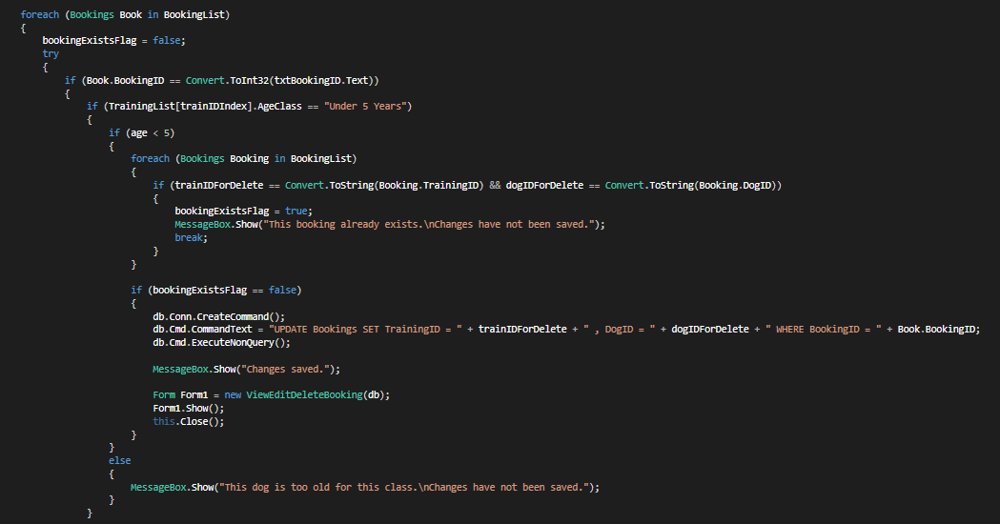 foreach (Bookings Book in BookingList)
{
    bookingExistsFlag = false;
    try
    {
        if (Book.BookingID == Convert.ToInt32(txtBookingID.Text))
        {
            if (TrainingList[trainIDIndex].AgeClass == "Under 5 Years")
            {
                if (age < 5)
                {
                    foreach (Bookings Booking in BookingList)
                    {
                        if (trainIDForDelete == Convert.ToString(Booking.TrainingID) && dogIDForDelete == Convert.ToString(Booking.DogID))
                        {
                            bookingExistsFlag = true;
                            MessageBox.Show("This booking already exists.\nChanges have not been saved.");
                            break;
                        }
                    }

                    if (bookingExistsFlag == false)
                    {
                        db.Conn.CreateCommand();
                        db.Cmd.CommandText = "UPDATE Bookings SET TrainingID = " + trainIDForDelete + " , DogID = " + dogIDForDelete + " WHERE BookingID = " + Book.BookingID;
                        db.Cmd.ExecuteNonQuery();

                        MessageBox.Show("Changes saved.");

                        Form Form1 = new ViewEditDeleteBooking(db);
                        Form1.Show();
                        this.Close();
                    }
                }
                else
                {
                    MessageBox.Show("This dog is too old for this class.\nChanges have not been saved.");
                }
            }